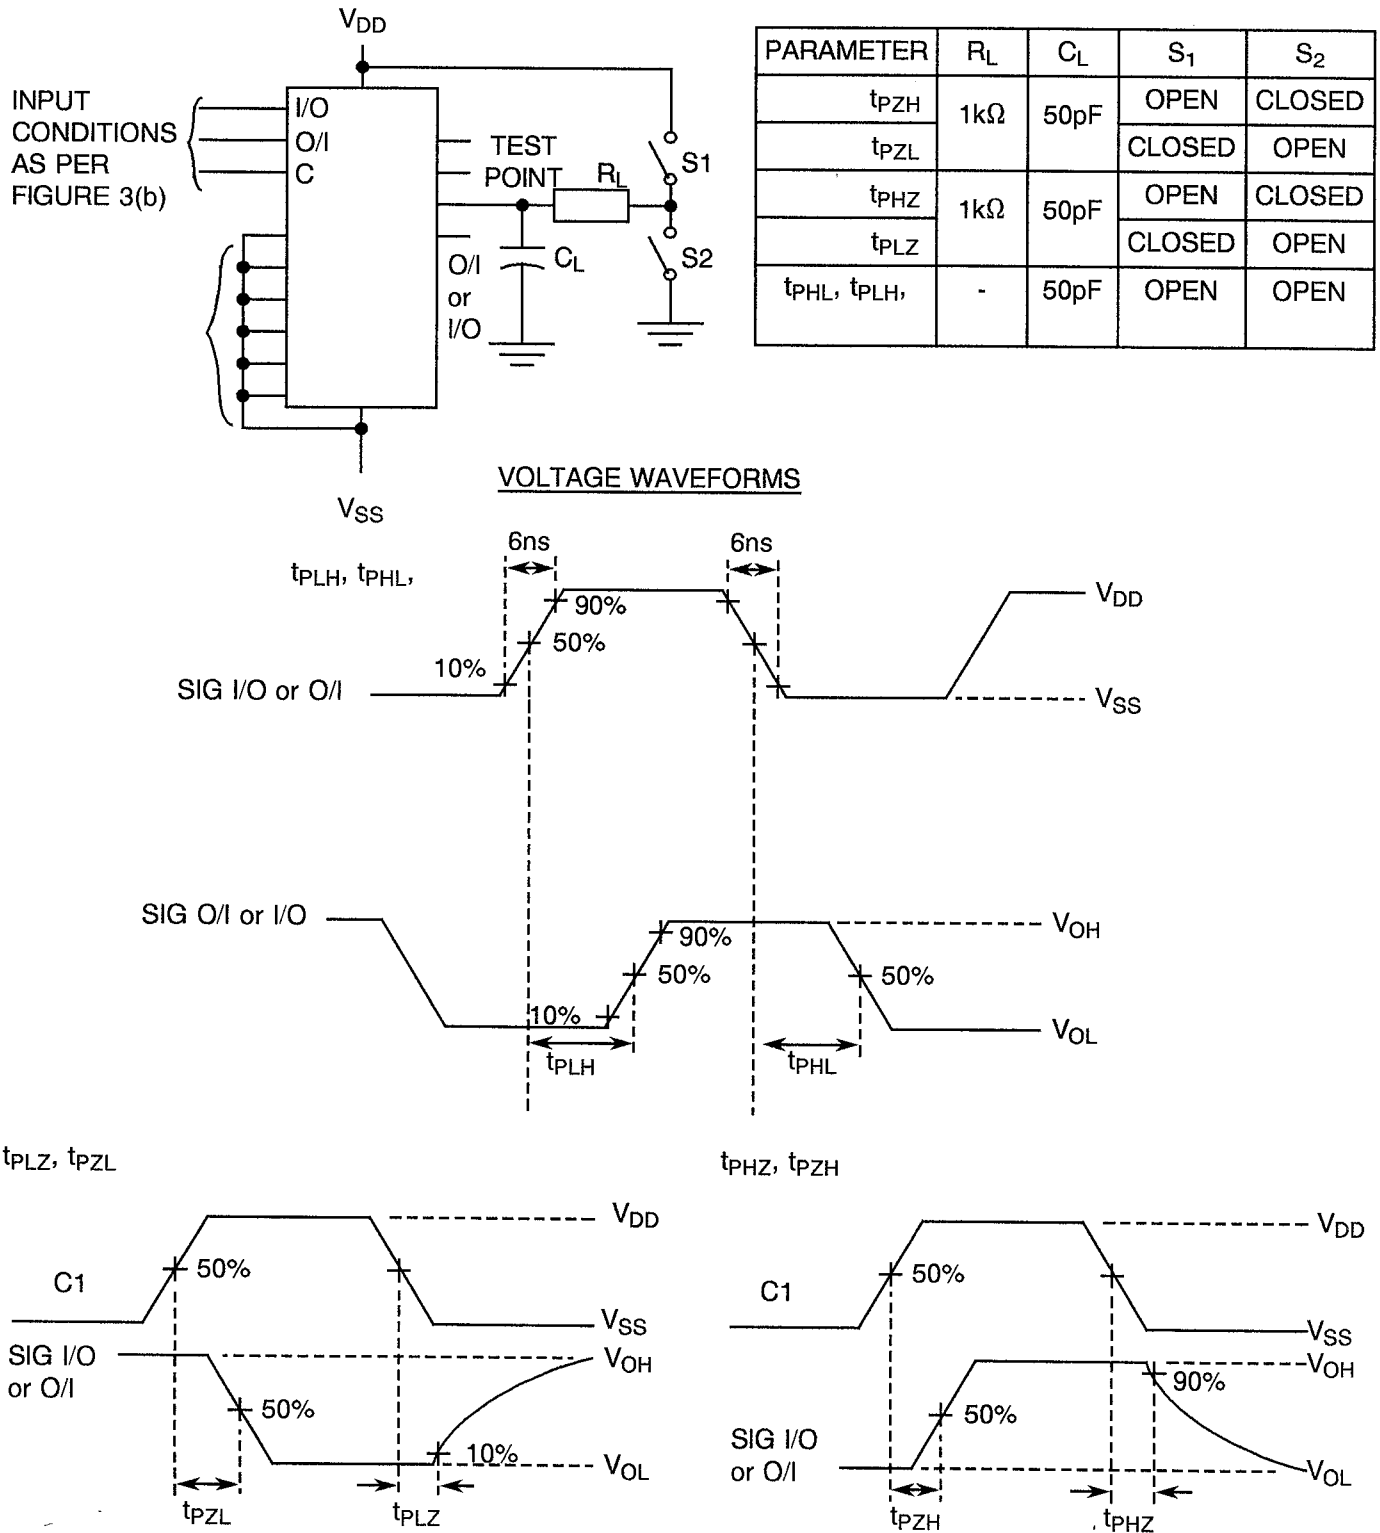 VDD
INPUT
CONDITIONS
AS PER
FIGURE 3(b)
I/O
O/I
C
TEST
POINT
RL
S1
S2
CL
O/I
or
I/O
VSS
PARAMETER RL CL S1 S2
tPZH 1kΩ 50pF OPEN CLOSED
tPZL CLOSED OPEN
tPHZ 1kΩ 50pF OPEN CLOSED
tPLZ CLOSED OPEN
tPHL, tPLH, - 50pF OPEN OPEN
VOLTAGE WAVEFORMS
tPLH, tPHL,
6ns 6ns
90%
50%
10%
SIG I/O or O/I
VDD
VSS
SIG O/I or I/O
VOH
90%
50% 50%
10%
VOL
tPLH tPHL
tPLZ, tPZL
VDD
50%
C1
VSS
SIG I/O
or O/I
VOH
50%
10%
VOL
tPZL tPLZ
tPHZ, tPZH
VDD
50%
C1
VSS
VOH
90%
50%
SIG I/O
or O/I
VOL
tPZH tPHZ